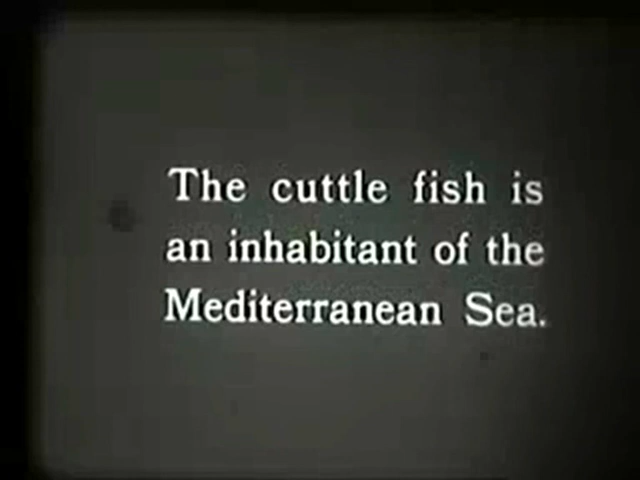 The cuttle fish is
an inhabitant of the
Mediterranean Sea.